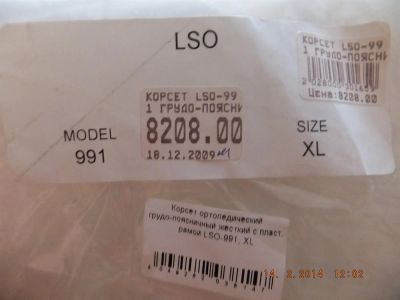 LSO
КОРСЕТ LSO-99
1 ГРУДО-ПОЯСНИ
Цена:8208.00
КОРСЕТ LSO-99
1 ГРУДО-ПОЯСНИ
8208.00
18.12.2009
MODEL
991
SIZE
XL
Корсет ортопедический
грудо-поясничный жесткий с пласт.
рамой LSO-991, XL
14. 2.2014 12:02